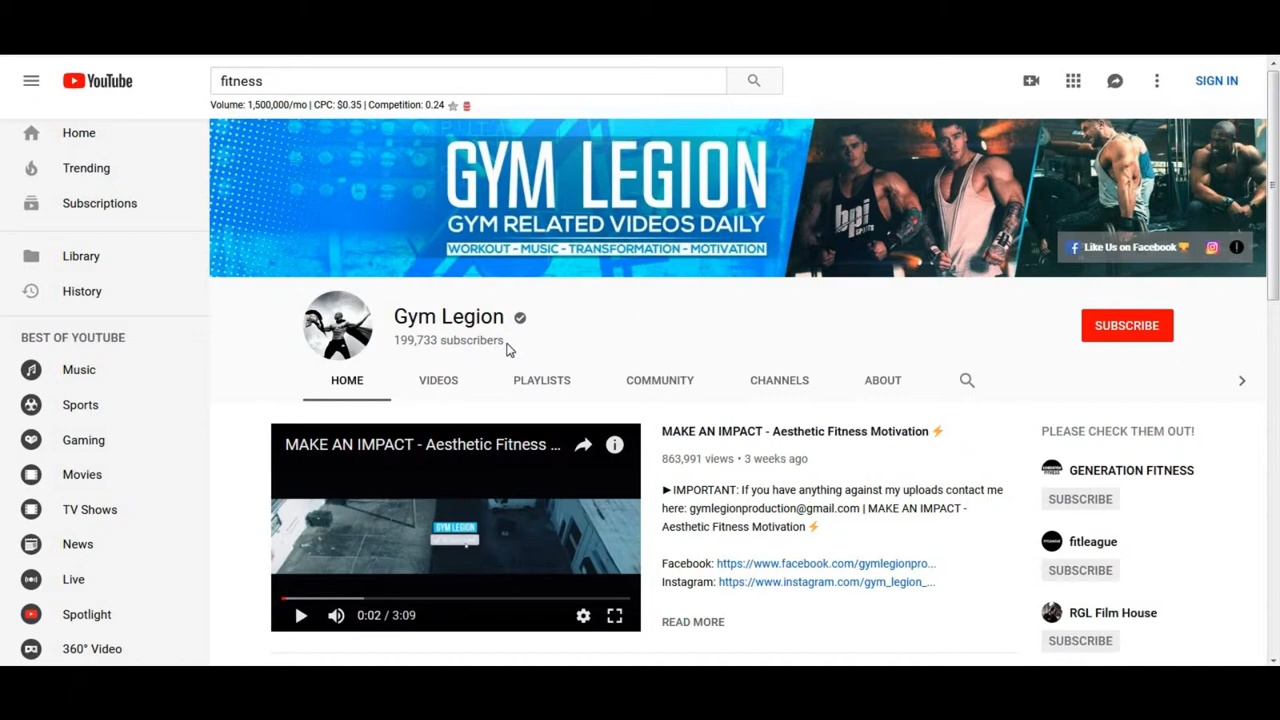 YouTube
fitness
SIGN IN
Volume: 1,500,000/mo | CPC: $0.35 | Competition: 0.24
Home
Trending
Subscriptions
Library
History
BEST OF YOUTUBE
Music
Sports
Gaming
Movies
TV Shows
News
Live
Spotlight
360° Video
GYM LEGION
GYM RELATED VIDEOS DAILY
WORKOUT - MUSIC - TRANSFORMATION - MOTIVATION
hpi
SPORTS
Like Us on Facebook🏆
Gym Legion
199,733 subscribers
SUBSCRIBE
HOME VIDEOS PLAYLISTS COMMUNITY CHANNELS ABOUT
MAKE AN IMPACT - Aesthetic Fitness ...
GYM LEGION
0:02 / 3:09
MAKE AN IMPACT - Aesthetic Fitness Motivation⚡
863,991 views • 3 weeks ago
►IMPORTANT: If you have anything against my uploads contact me
here: gymlegionproduction@gmail.com | MAKE AN IMPACT -
Aesthetic Fitness Motivation⚡
Facebook: https://www.facebook.com/gymlegionpro...
Instagram: https://www.instagram.com/gym_legion_...
READ MORE
PLEASE CHECK THEM OUT!
GENERATION FITNESS
SUBSCRIBE
fitleague
SUBSCRIBE
RGL Film House
SUBSCRIBE